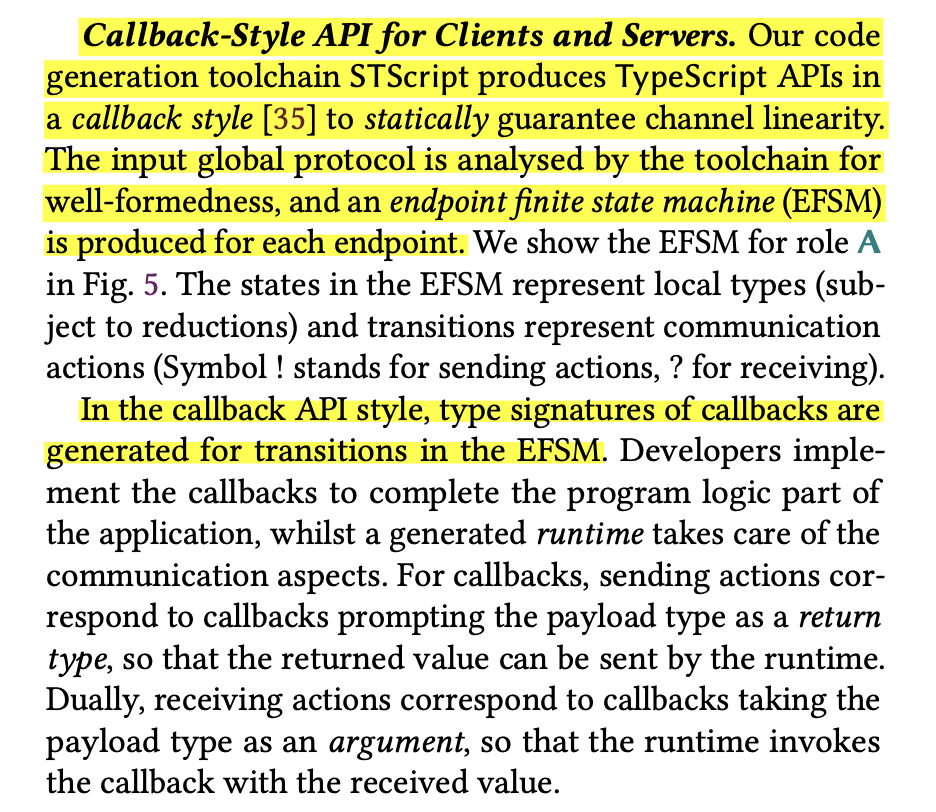 Callback-Style API for Clients and Servers. Our code
generation toolchain STScript produces TypeScript APIs in
a callback style [35] to statically guarantee channel linearity.
The input global protocol is analysed by the toolchain for
well-formedness, and an endpoint finite state machine (EFSM)
is produced for each endpoint. We show the EFSM for role A
in Fig. 5. The states in the EFSM represent local types (sub-
ject to reductions) and transitions represent communication
actions (Symbol ! stands for sending actions, ? for receiving).
In the callback API style, type signatures of callbacks are
generated for transitions in the EFSM. Developers imple-
ment the callbacks to complete the program logic part of
the application, whilst a generated runtime takes care of the
communication aspects. For callbacks, sending actions cor-
respond to callbacks prompting the payload type as a return
type, so that the returned value can be sent by the runtime.
Dually, receiving actions correspond to callbacks taking the
payload type as an argument, so that the runtime invokes
the callback with the received value.